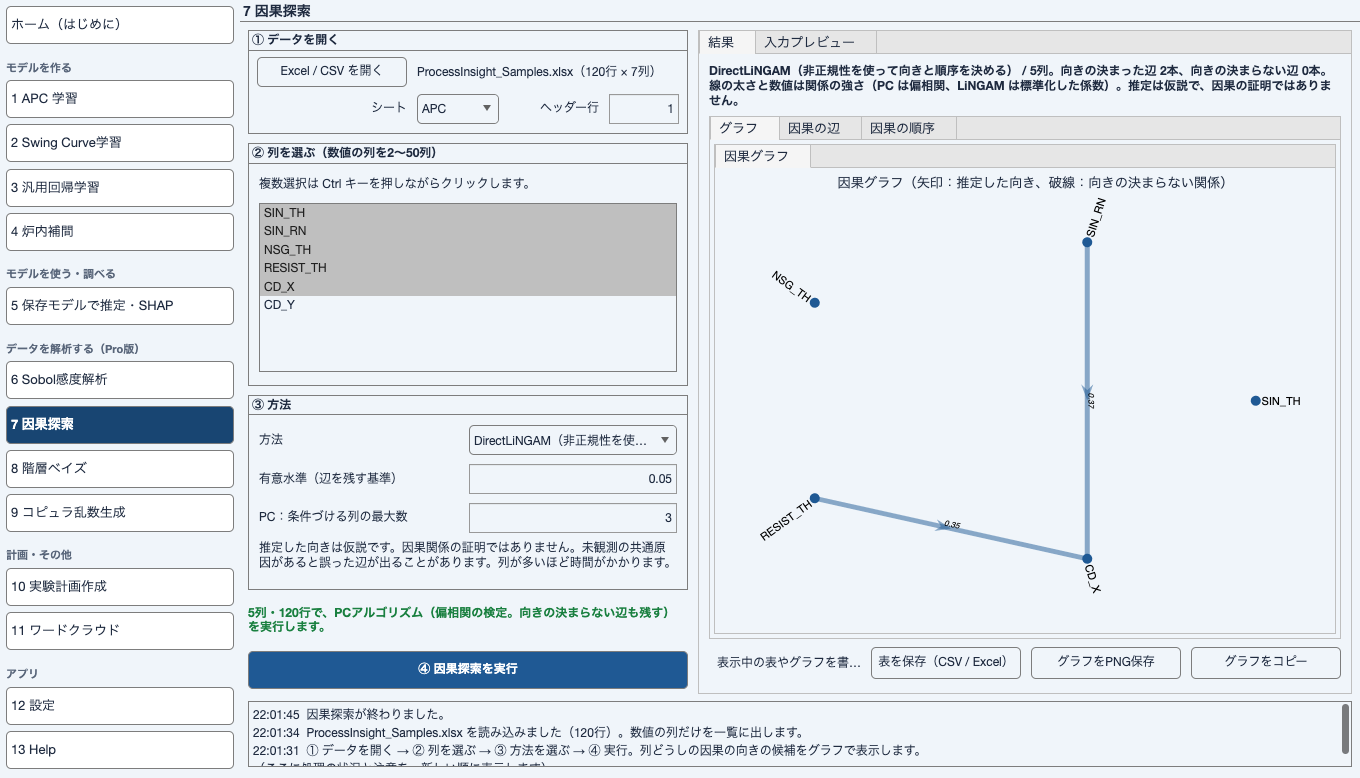 ホーム（はじめに）
モデルを作る
1 APC 学習
2 Swing Curve学習
3 汎用回帰学習
4 炉内補間
モデルを使う・調べる
5 保存モデルで推定・SHAP
データを解析する（Pro版）
6 Sobol感度解析
7 因果探索
8 階層ベイズ
9 コピュラ乱数生成
計画・その他
10 実験計画作成
11 ワードクラウド
アプリ
12 設定
13 Help
7 因果探索
① データを開く
Excel / CSV を開く
ProcessInsight_Samples.xlsx（120行 × 7列）
シート
APC
ヘッダー行
1
② 列を選ぶ（数値の列を2〜50列）
複数選択は Ctrl キーを押しながらクリックします。
SIN_TH
SIN_RN
NSG_TH
RESIST_TH
CD_X
CD_Y
③ 方法
方法
DirectLiNGAM（非正規性を使…
有意水準（辺を残す基準）
0.05
PC：条件づける列の最大数
3
推定した向きは仮説です。因果関係の証明ではありません。未観測の共通原
因があると誤った辺が出ることがあります。列が多いほど時間がかかります。
5列・120行で、PCアルゴリズム（偏相関の検定。向きの決まらない辺も残す）
を実行します。
④ 因果探索を実行
結果
入力プレビュー
DirectLiNGAM（非正規性を使って向きと順序を決める） / 5列。向きの決まった辺 2本、向きの決まらない辺 0本。
線の太さと数値は関係の強さ（PC は偏相関、LiNGAM は標準化した係数）。推定は仮説で、因果の証明ではありま
せん。
グラフ
因果の辺
因果の順序
因果グラフ
因果グラフ（矢印：推定した向き、破線：向きの決まらない関係）
SIN_RN
NSG_TH
0.37
SIN_TH
RESIST_TH
0.35
CD_X
表示中の表やグラフを書…
表を保存（CSV / Excel）
グラフをPNG保存
グラフをコピー
22:01:45 因果探索が終わりました。
22:01:34 ProcessInsight_Samples.xlsx を読み込みました（120行）。数値の列だけを一覧に出します。
22:01:31 ① データを開く → ② 列を選ぶ → ③ 方法を選ぶ → ④ 実行。列どうしの因果の向きの候補をグラフで表示します。